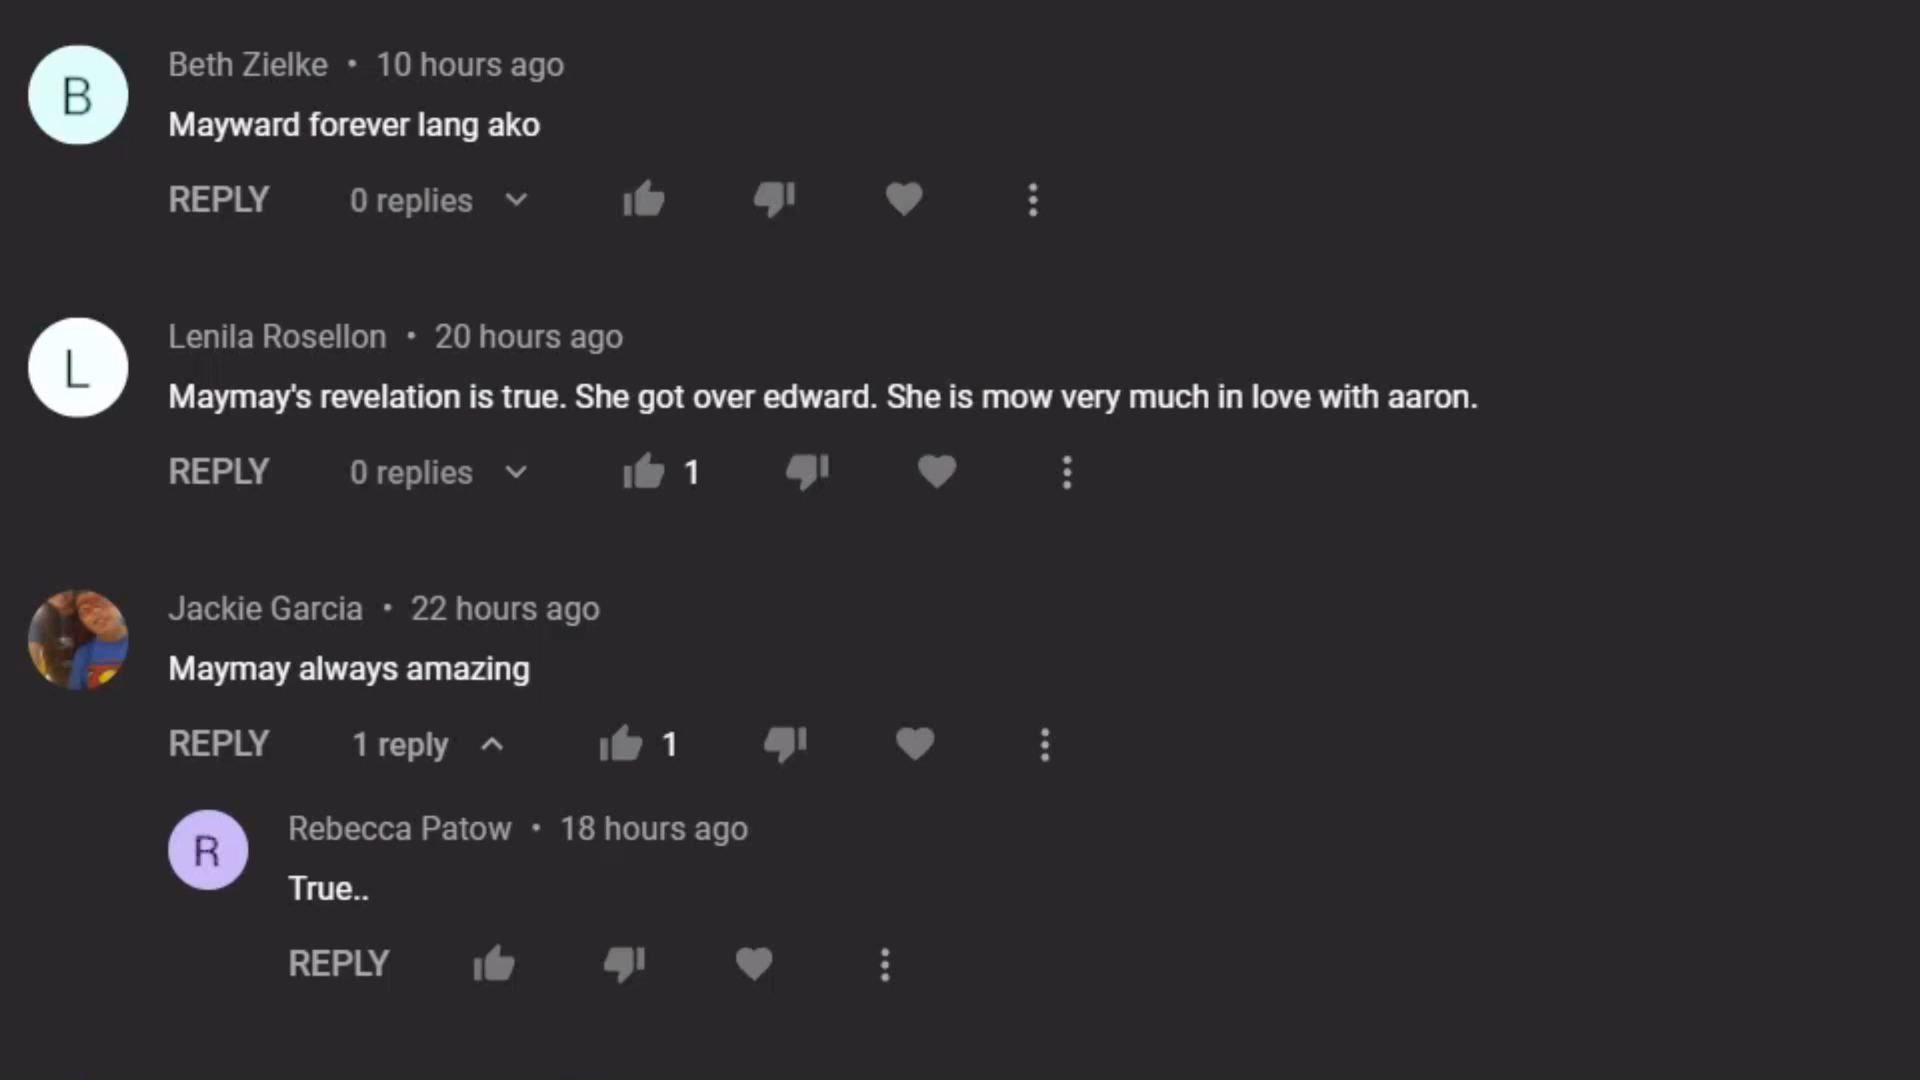 B
Beth Zielke • 10 hours ago
Mayward forever lang ako
REPLY 0 replies
L
Lenila Rosellon • 20 hours ago
Maymay's revelation is true. She got over edward. She is mow very much in love with aaron.
REPLY 0 replies 1
Jackie Garcia • 22 hours ago
Maymay always amazing
REPLY 1 reply 1
R
Rebecca Patow • 18 hours ago
True..
REPLY